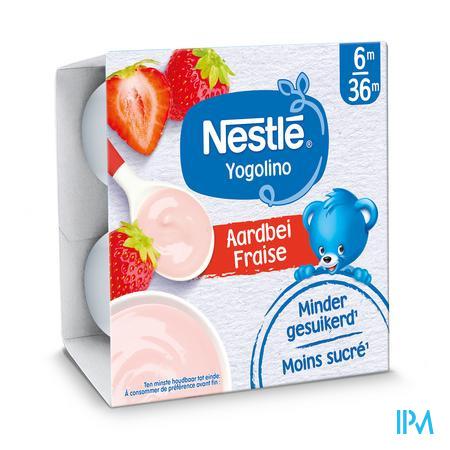 6m
36m
Nestlé®
Yogolino
Aardbei
Fraise
Minder
gesuikerd¹
Moins sucré¹
Ten minste houdbaar tot einde:
À consommer de préférence avant fin :
IPM